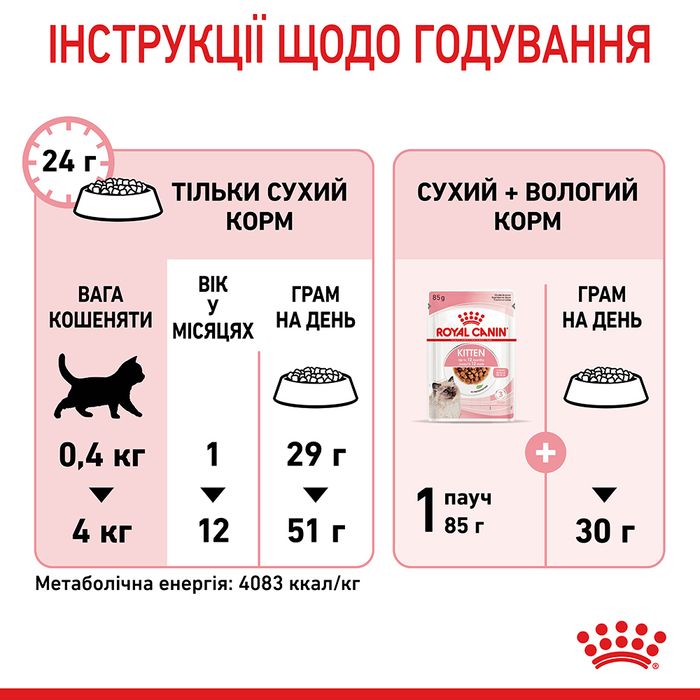 ІНСТРУКЦІЇ ЩОДО ГОДУВАННЯ
24 г
ТІЛЬКИ СУХИЙ
КОРМ
ВАГА
КОШЕНЯТИ
ВІК
У
МІСЯЦЯХ
ГРАМ
НА ДЕНЬ
0,4 кг
1
29 г
4 кг
12
51 г
СУХИЙ + ВОЛОГИЙ
КОРМ
85g
ROYAL CANIN
KITTEN
+
ГРАМ
НА ДЕНЬ
1 пауч
85 г
30 г
Метаболічна енергія: 4083 ккал/кг